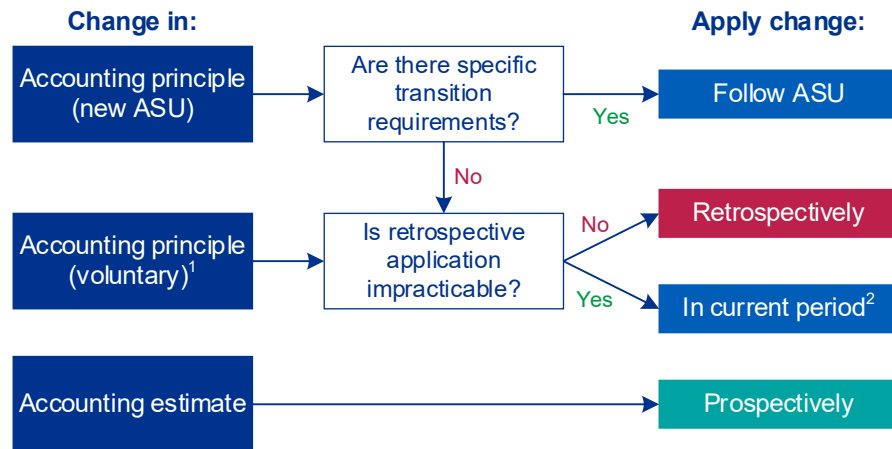 Change in:
Apply change:
Accounting principle
(new ASU)
Are there specific
transition
requirements?
Yes
Follow ASU
No
Accounting principle
(voluntary)1
Is retrospective
application
impracticable?
No
Retrospectively
Yes
In current period2
Accounting estimate
Prospectively